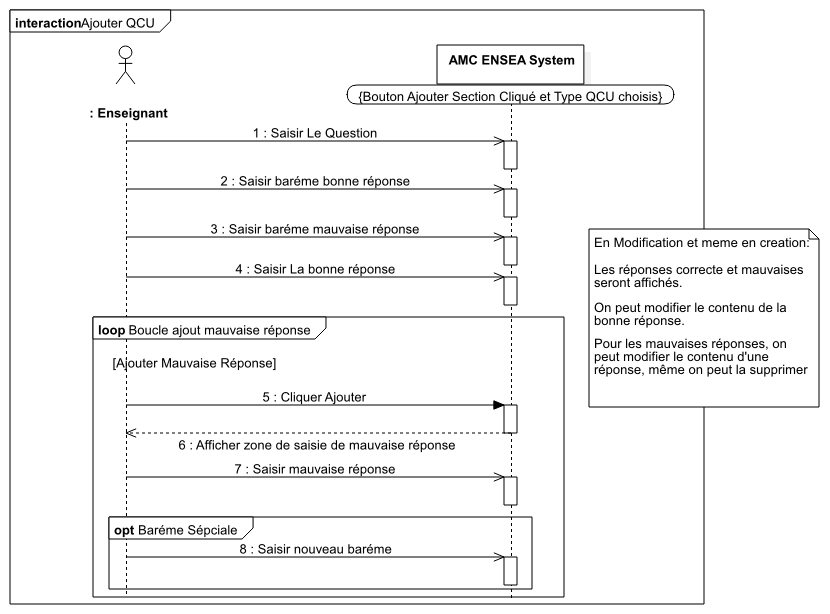 interactionAjouter QCU
AMC ENSEA System
{Bouton Ajouter Section Cliqué et Type QCU choisis}
: Enseignant
1 : Saisir Le Question
2 : Saisir baréme bonne réponse
3 : Saisir baréme mauvaise réponse
4 : Saisir La bonne réponse
En Modification et meme en creation:
Les réponses correcte et mauvaises
seront affichés.
On peut modifier le contenu de la
bonne réponse.
Pour les mauvaises réponses, on
peut modifier le contenu d'une
réponse, même on peut la supprimer
loop Boucle ajout mauvaise réponse
[Ajouter Mauvaise Réponse]
5 : Cliquer Ajouter
6 : Afficher zone de saisie de mauvaise réponse
7 : Saisir mauvaise réponse
opt Baréme Sépciale
8 : Saisir nouveau baréme